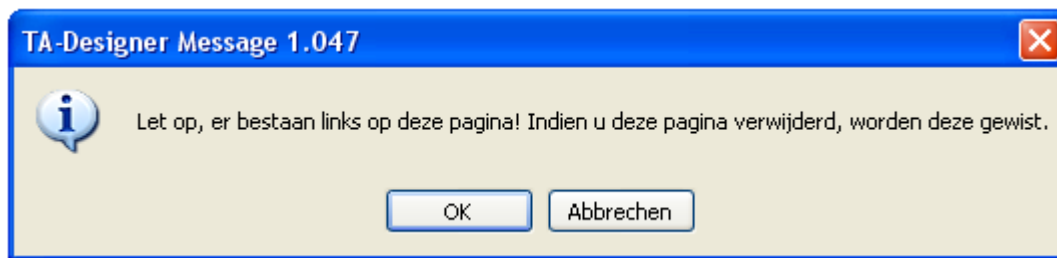 TA-Designer Message 1.047
Let op, er bestaan links op deze pagina! Indien u deze pagina verwijderd, worden deze gewist.
OK
Abbrechen